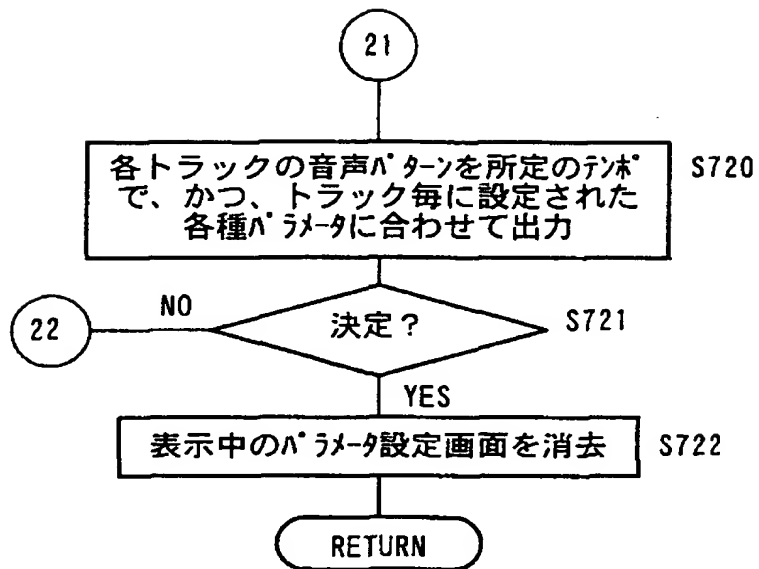 21
各トラックの音声ﾊﾟﾀｰﾝを所定のﾃﾝﾎﾟ
で、かつ、トラック毎に設定された
各種ﾊﾟﾗﾒｰﾀに合わせて出力
S720
NO
22
決定？
S721
YES
表示中のﾊﾟﾗﾒｰﾀ設定画面を消去
S722
RETURN